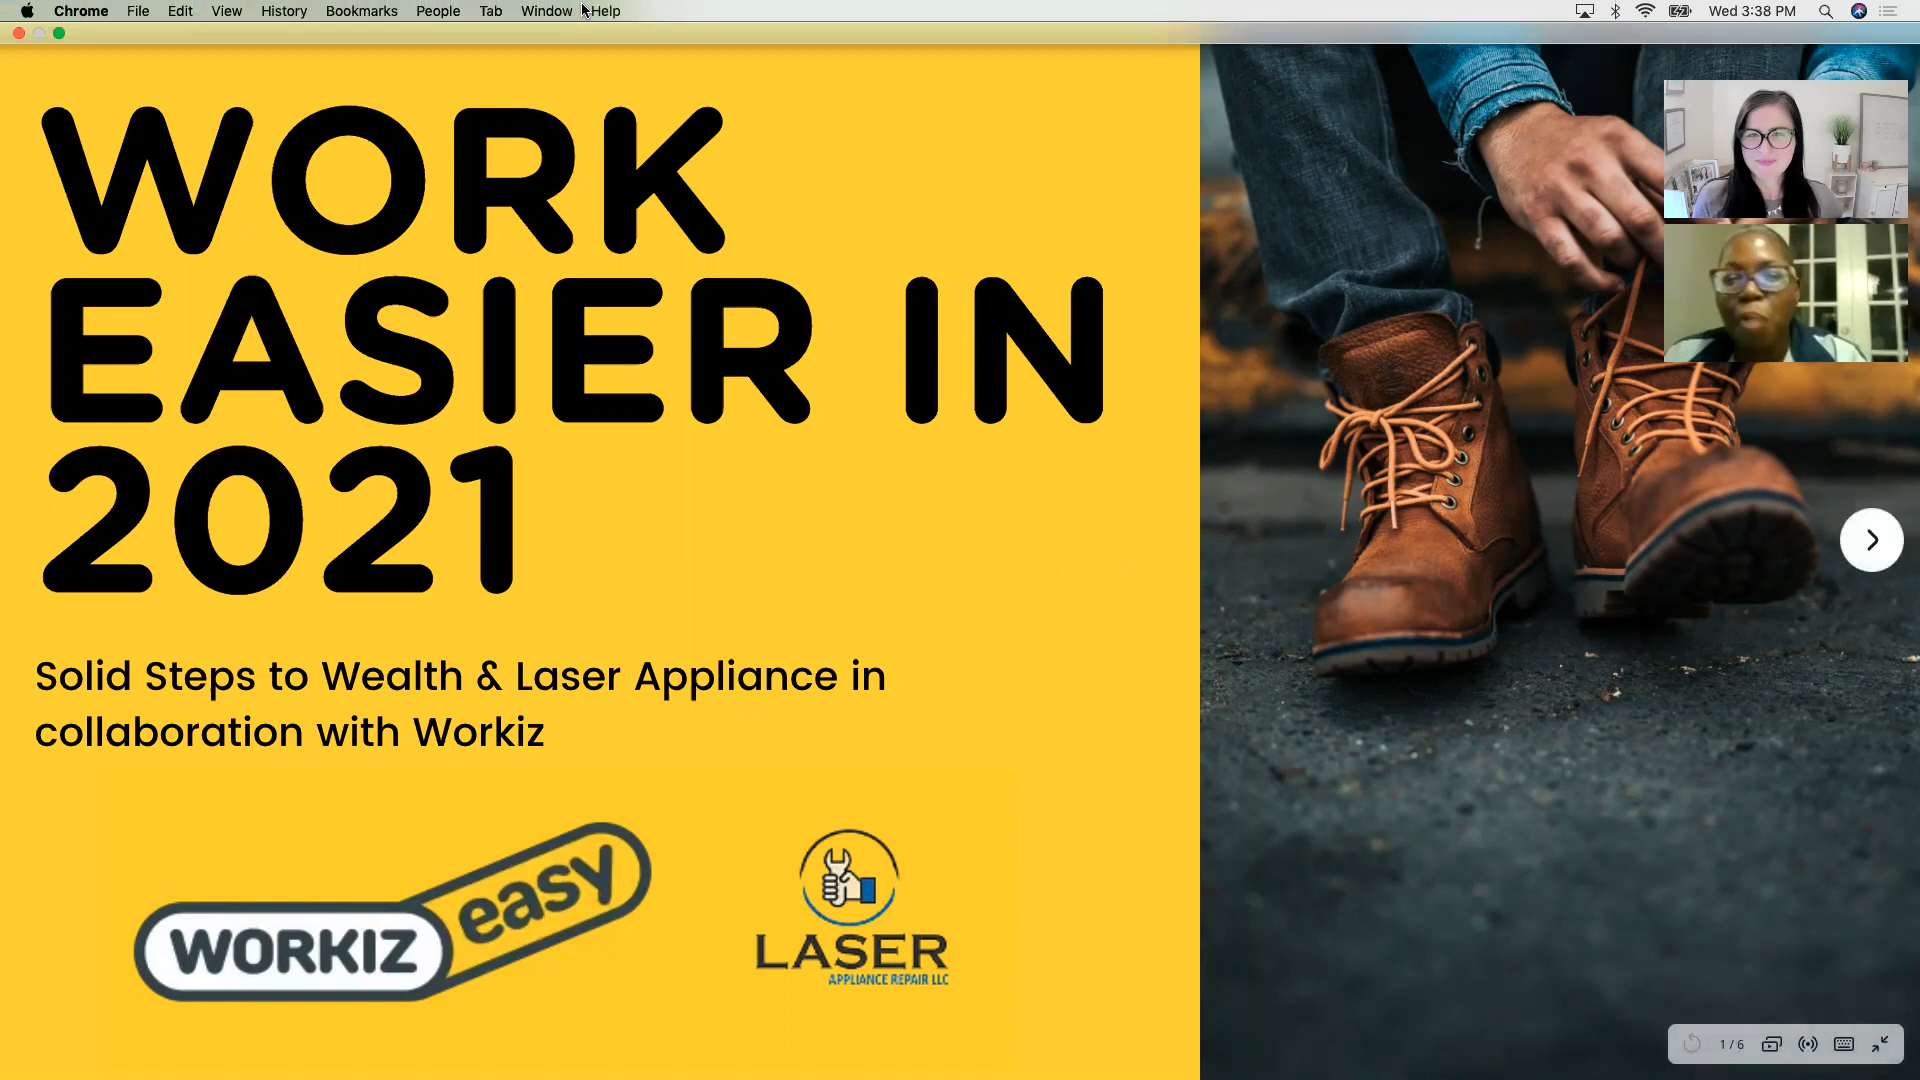 Chrome File Edit View History Bookmarks People Tab Window Help Wed 3:38 PM
WORK
EASIER IN
2021
Solid Steps to Wealth & Laser Appliance in
collaboration with Workiz
WORKIZ easy
LASER
APPLIANCE REPAIR LLC
1 / 6